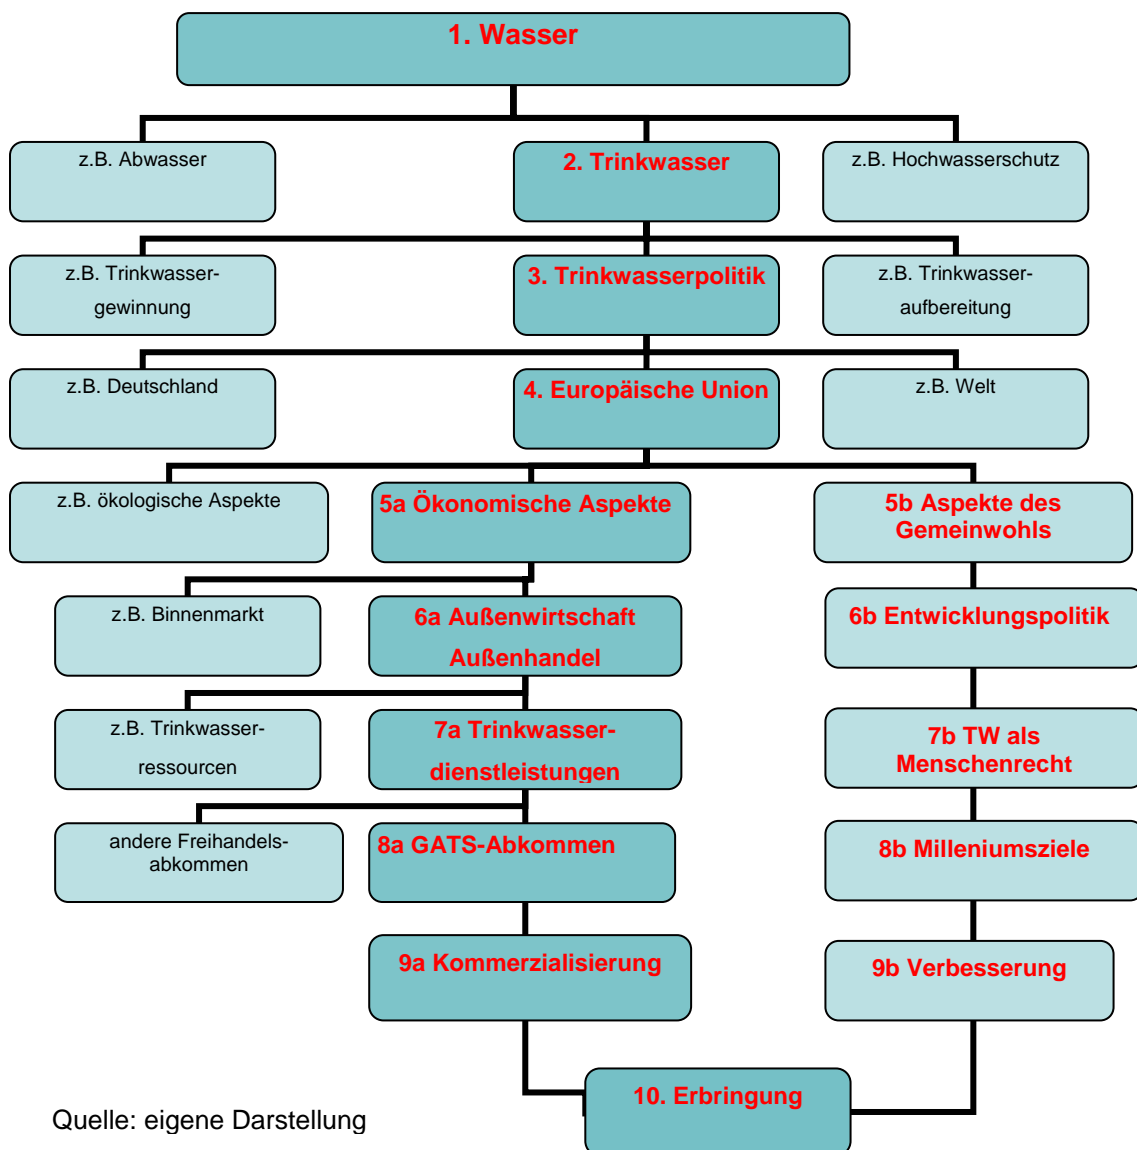 1. Wasser
z.B. Abwasser
2. Trinkwasser
z.B. Hochwasserschutz
z.B. Trinkwasser-
gewinnung
3. Trinkwasserpolitik
z.B. Trinkwasser-
aufbereitung
z.B. Deutschland
4. Europäische Union
z.B. Welt
z.B. ökologische Aspekte
5a Ökonomische Aspekte
5b Aspekte des
Gemeinwohls
z.B. Binnenmarkt
6a Außenwirtschaft
Außenhandel
6b Entwicklungspolitik
z.B. Trinkwasser-
ressourcen
7a Trinkwasser-
dienstleistungen
7b TW als
Menschenrecht
andere Freihandels-
abkommen
8a GATS-Abkommen
8b Milleniumsziele
9a Kommerzialisierung
9b Verbesserung
10. Erbringung
Quelle: eigene Darstellung